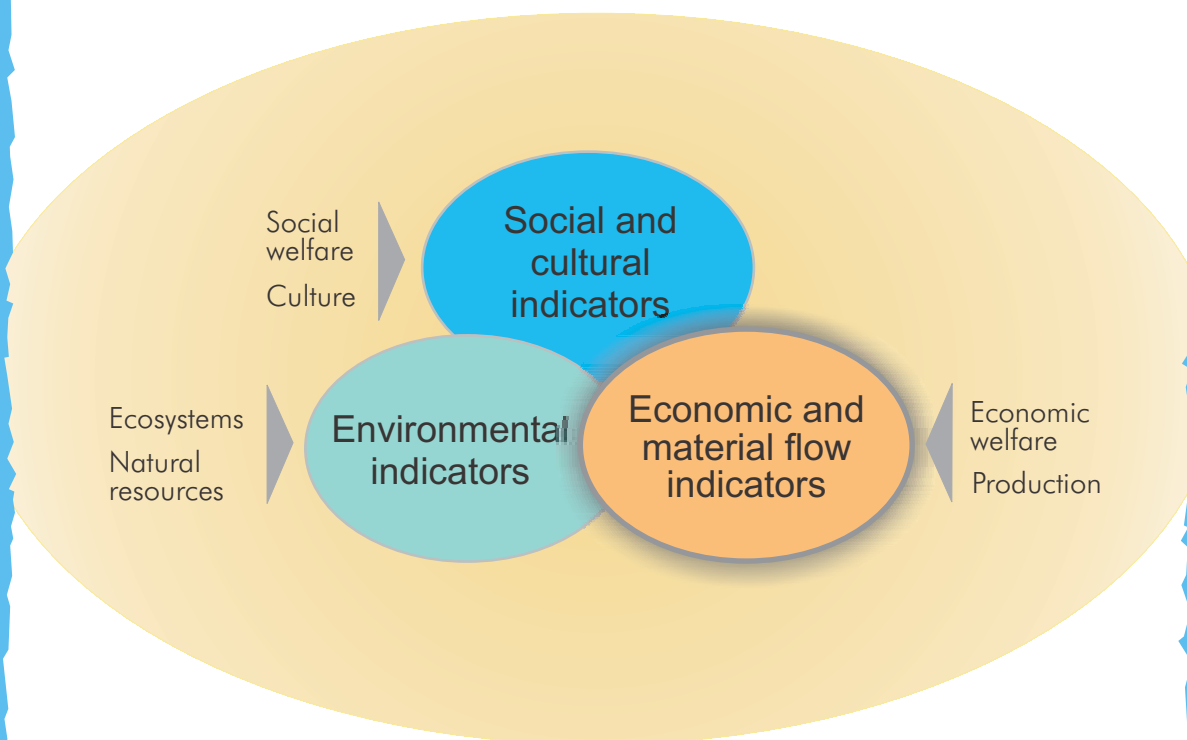 Social
welfare
Culture
Social and
cultural
indicators
Ecosystems
Natural
resources
Environmental
indicators
Economic and
material flow
indicators
Economic
welfare
Production